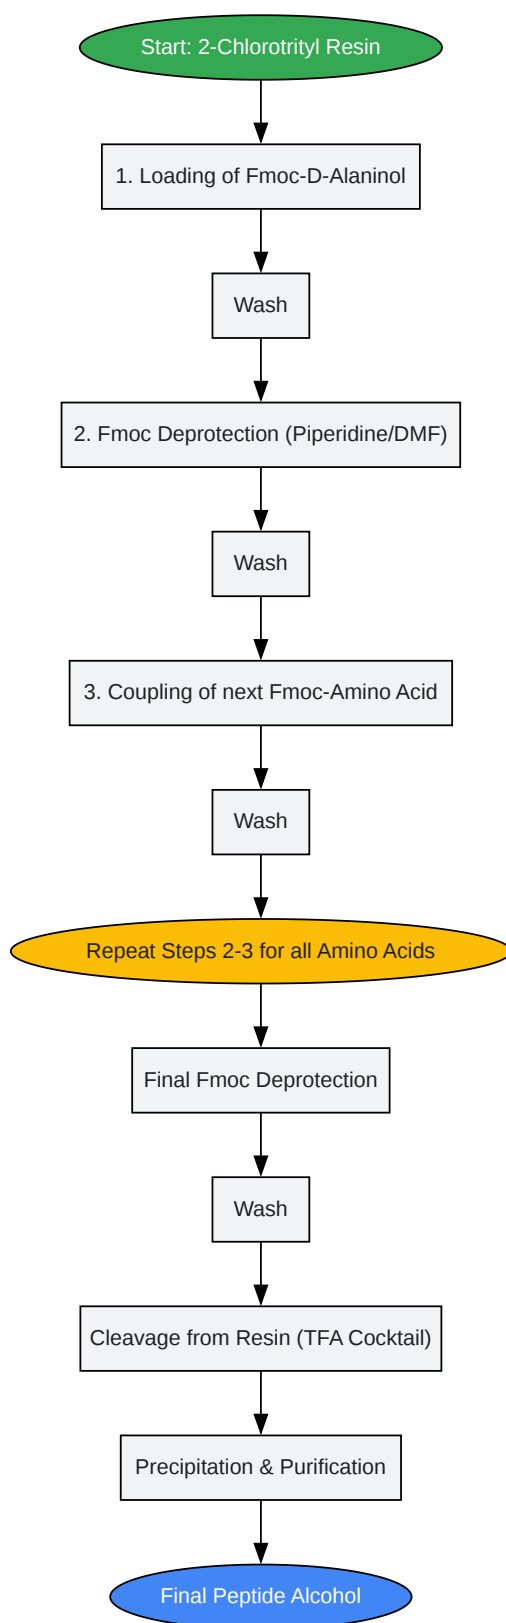 Start: 2-Chlorotrityl Resin
1. Loading of Fmoc-D-Alaninol
Wash
2. Fmoc Deprotection (Piperidine/DMF)
Wash
3. Coupling of next Fmoc-Amino Acid
Wash
Repeat Steps 2-3 for all Amino Acids
Final Fmoc Deprotection
Wash
Cleavage from Resin (TFA Cocktail)
Precipitation & Purification
Final Peptide Alcohol